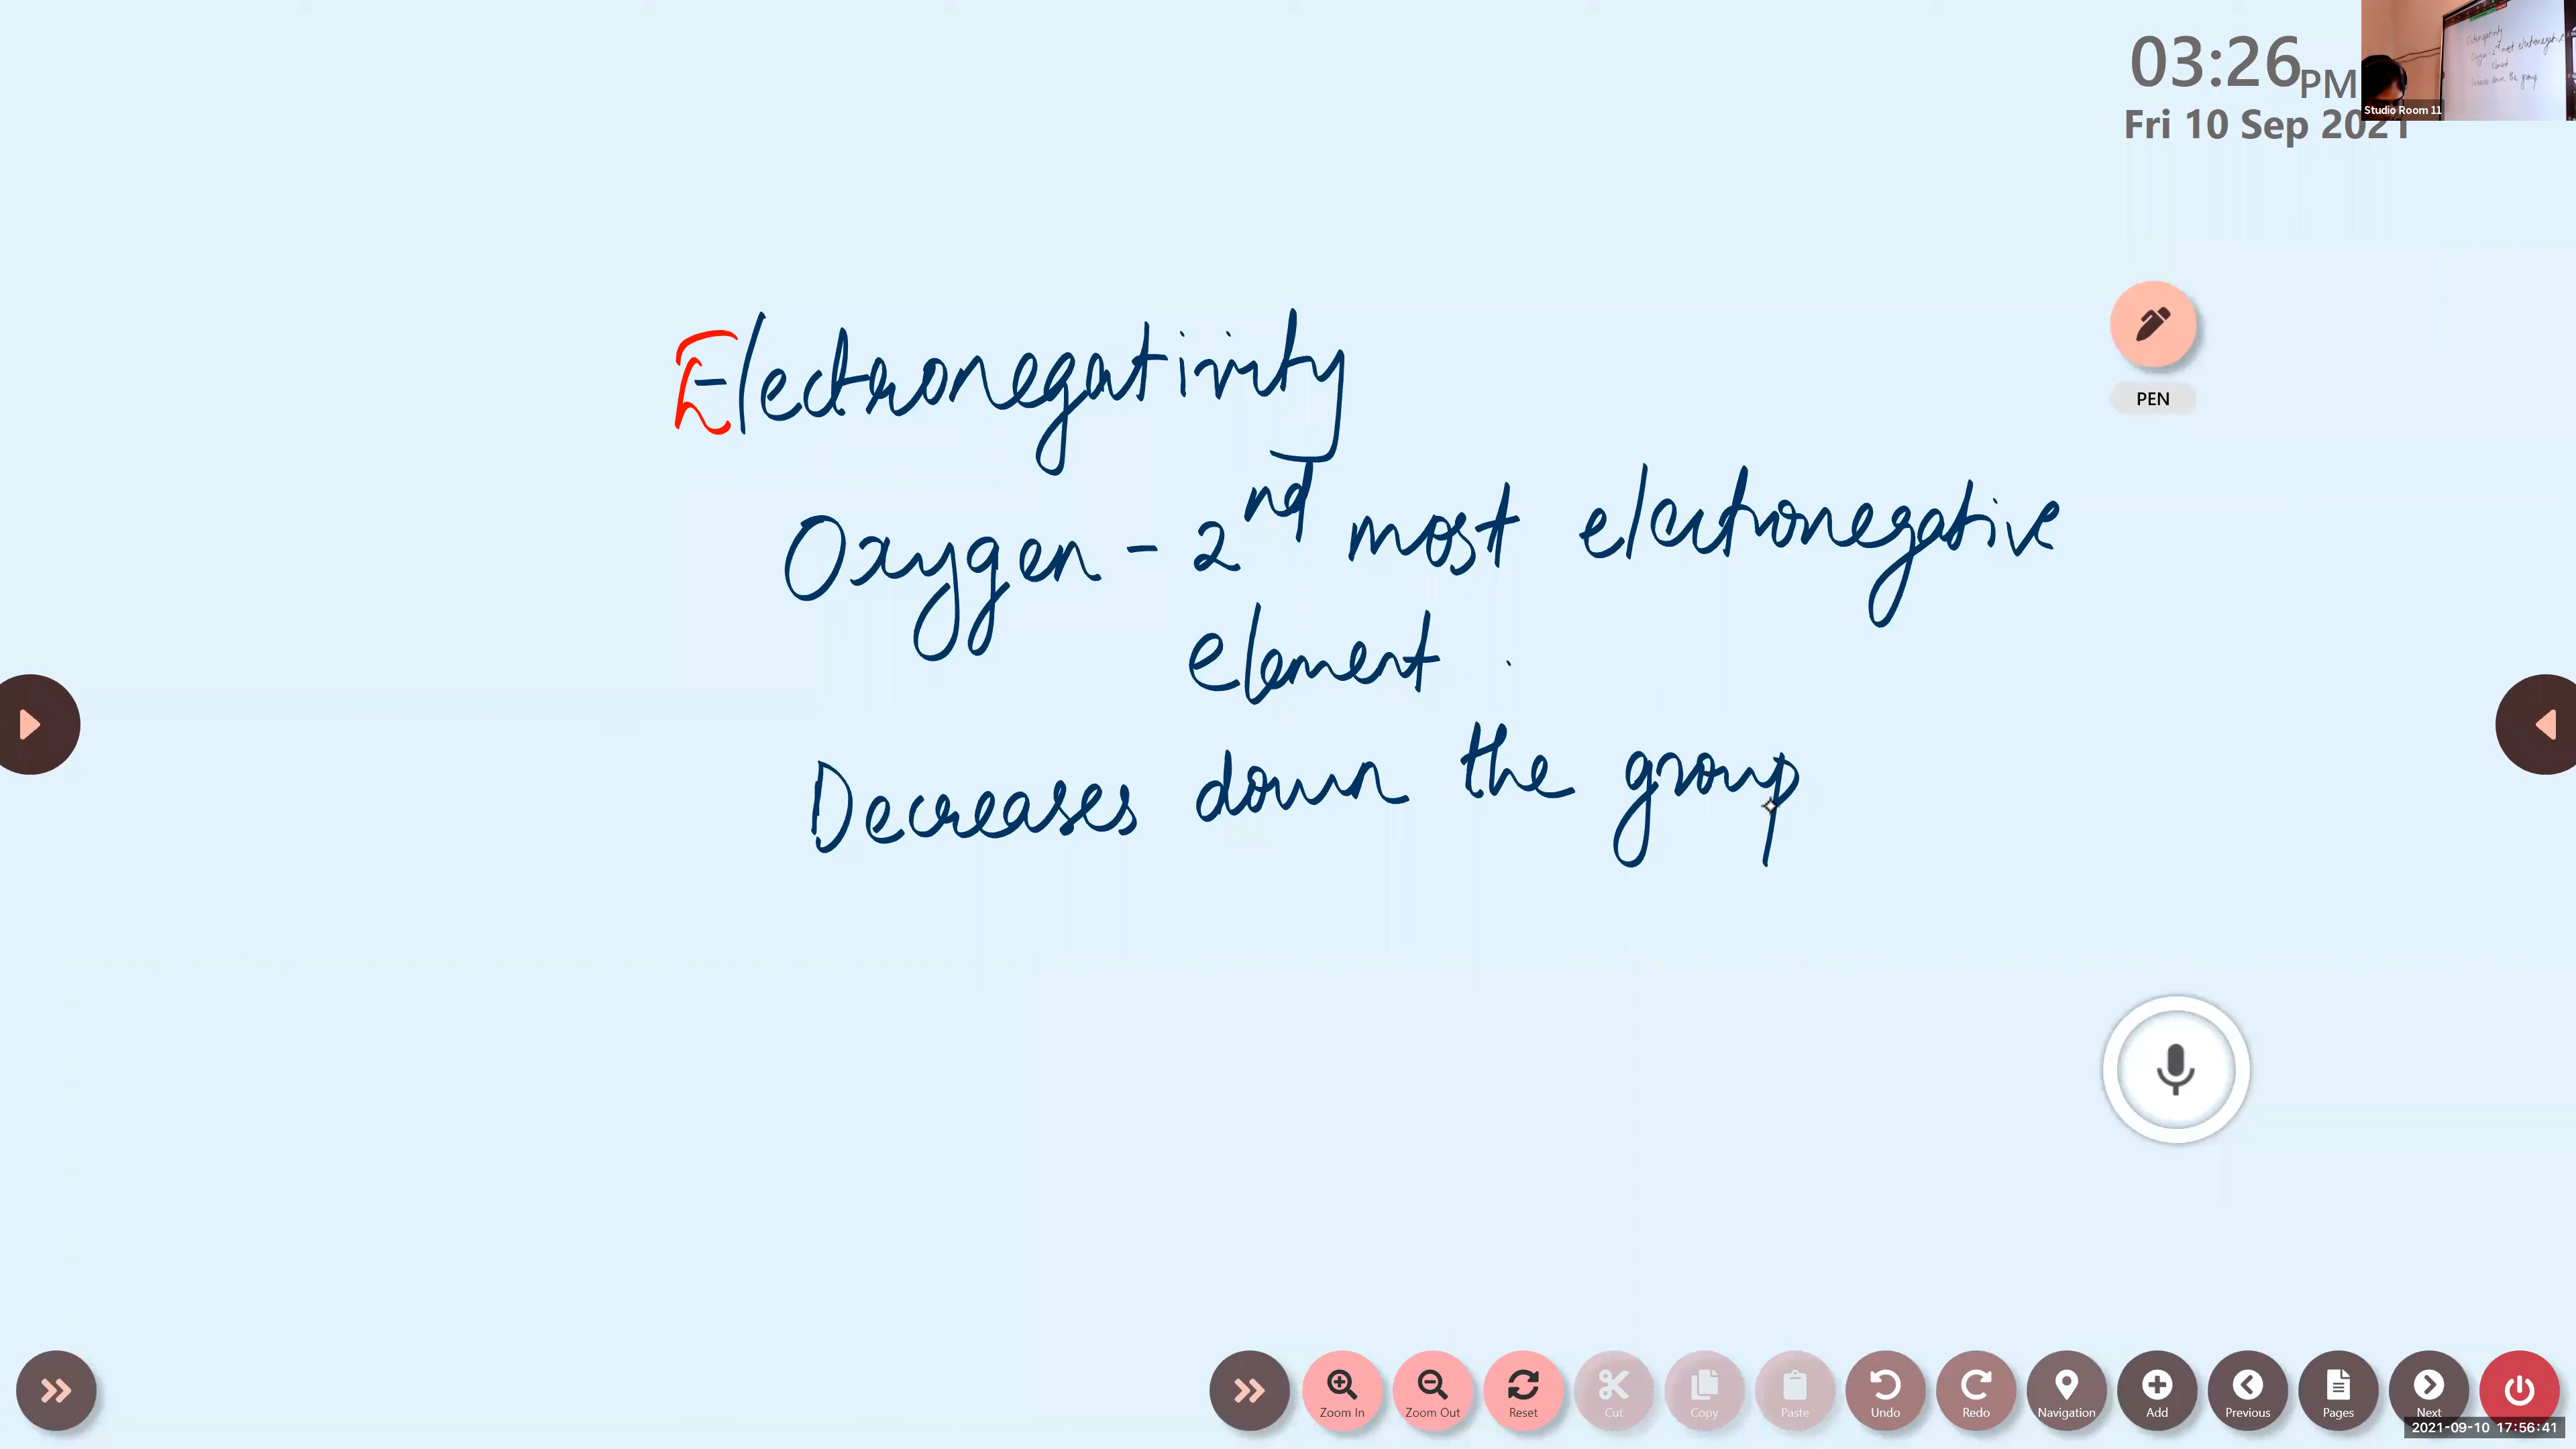 03:26 PM
Fri 10 Sep 2021
Studio Room 11
Electronegativity
Oxygen - 2nd most electronegative
element .
Decreases down the group
PEN
Zoom In
Zoom Out
Reset
Cut
Copy
Paste
Undo
Redo
Navigation
Add
Previous
Pages
Next
2021-09-10 17:56:41